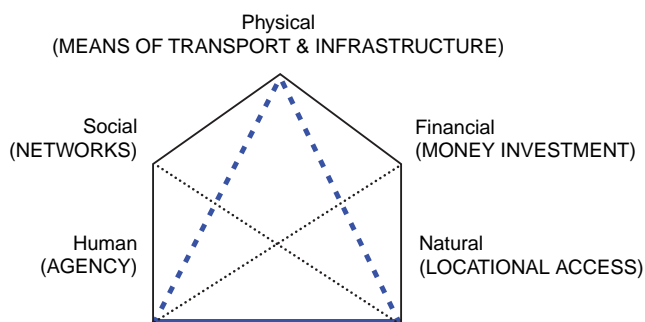 Physical
(MEANS OF TRANSPORT & INFRASTRUCTURE)
Social
(NETWORKS)
Financial
(MONEY INVESTMENT)
Human
(AGENCY)
Natural
(LOCATIONAL ACCESS)